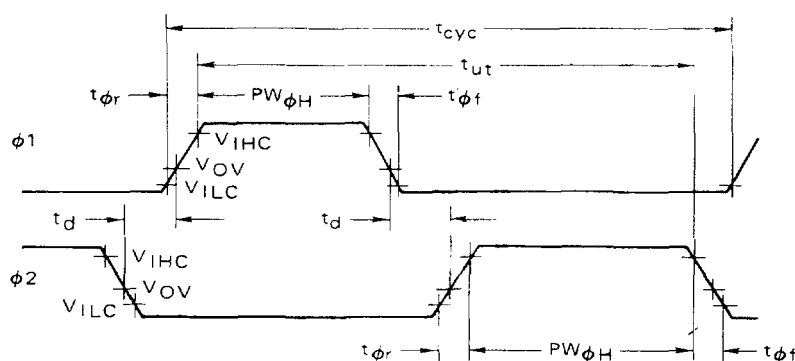 tcyc
tut
tϕr
PWϕH
tϕf
ϕ1
VIHC
VOV
VILC
td
td
ϕ2
VIHC
VOV
VILC
tϕr
PWϕH
tϕf